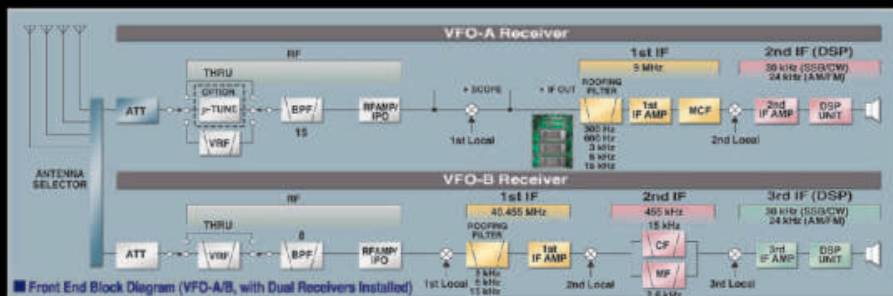 VFO-A Receiver
RF
1st IF
2nd IF (DSP)
9 MHz
36 kHz (SSB/CW)
24 kHz (AM/FM)
THRU
OPTION
μ-TUNE
VRF
ATT
BPF
15
RFAMP/
IPO
SCOPE
1st Local
IF OUT
ROOFING
FILTER
300 Hz
600 Hz
3 kHz
6 kHz
15 kHz
1st
IF AMP
MCF
2nd Local
2nd
IF AMP
DSP
UNIT
ANTENNA
SELECTOR
VFO-B Receiver
RF
1st IF
2nd IF
3rd IF (DSP)
40.455 MHz
455 kHz
36 kHz (SSB/CW)
24 kHz (AM/FM)
THRU
ATT
VRF
8
BPF
RFAMP/
IPO
1st Local
ROOFING
FILTER
3 kHz
6 kHz
15 kHz
1st
IF AMP
2nd Local
15 kHz
CF
MF
3rd Local
3rd
IF AMP
DSP
UNIT
Front End Block Diagram (VFO-A/B, with Dual Receivers Installed)